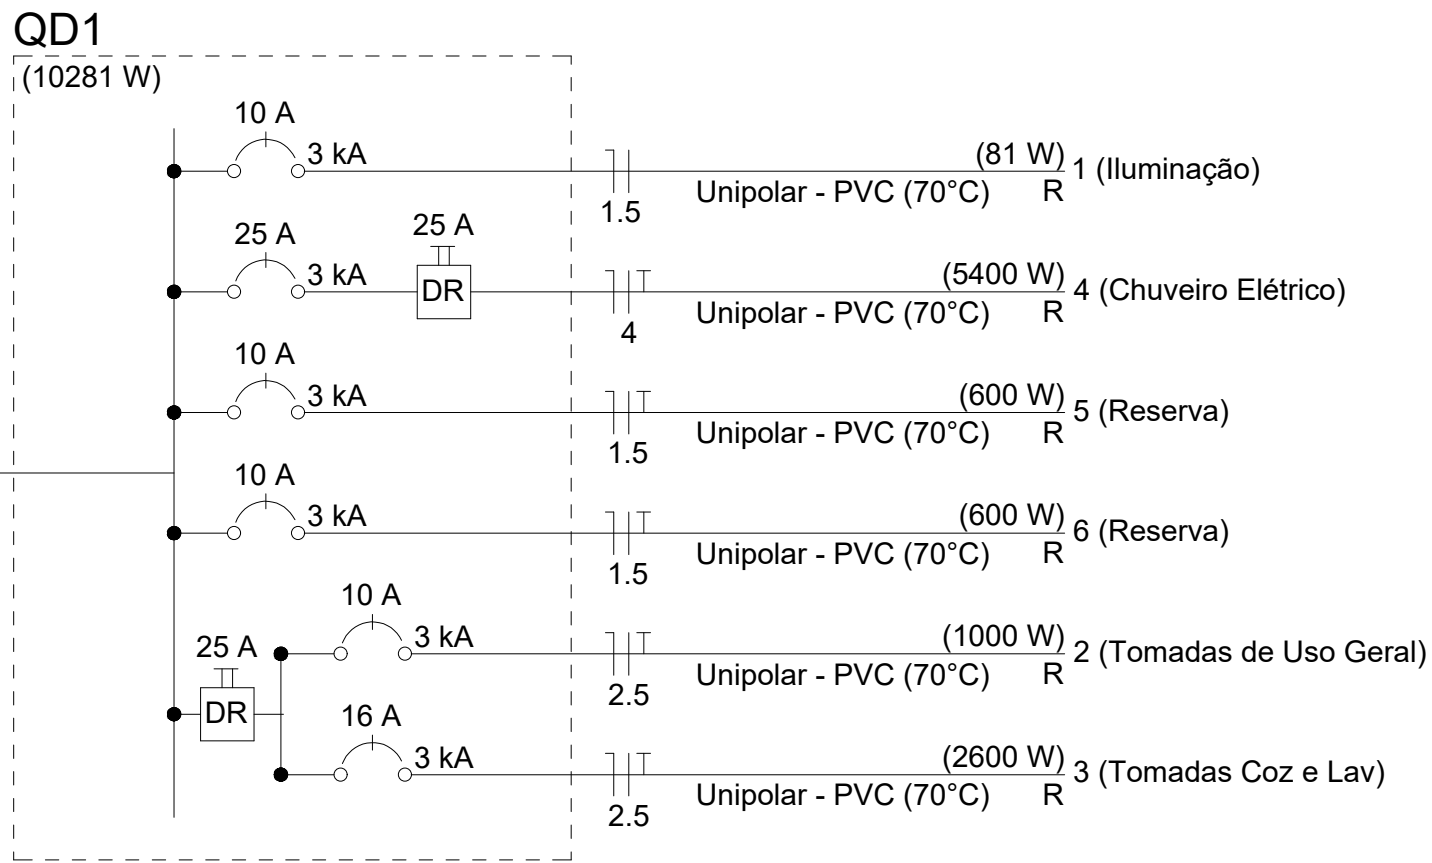 QD1
(10281 W)
10 A
3 kA
(81 W)
1 (Iluminação)
1.5
Unipolar - PVC (70°C)
R
25 A
3 kA
25 A
DR
(5400 W)
4 (Chuveiro Elétrico)
4
Unipolar - PVC (70°C)
R
10 A
3 kA
(600 W)
5 (Reserva)
1.5
Unipolar - PVC (70°C)
R
10 A
3 kA
(600 W)
6 (Reserva)
1.5
Unipolar - PVC (70°C)
R
25 A
DR
10 A
3 kA
(1000 W)
2 (Tomadas de Uso Geral)
2.5
Unipolar - PVC (70°C)
R
16 A
3 kA
(2600 W)
3 (Tomadas Coz e Lav)
2.5
Unipolar - PVC (70°C)
R